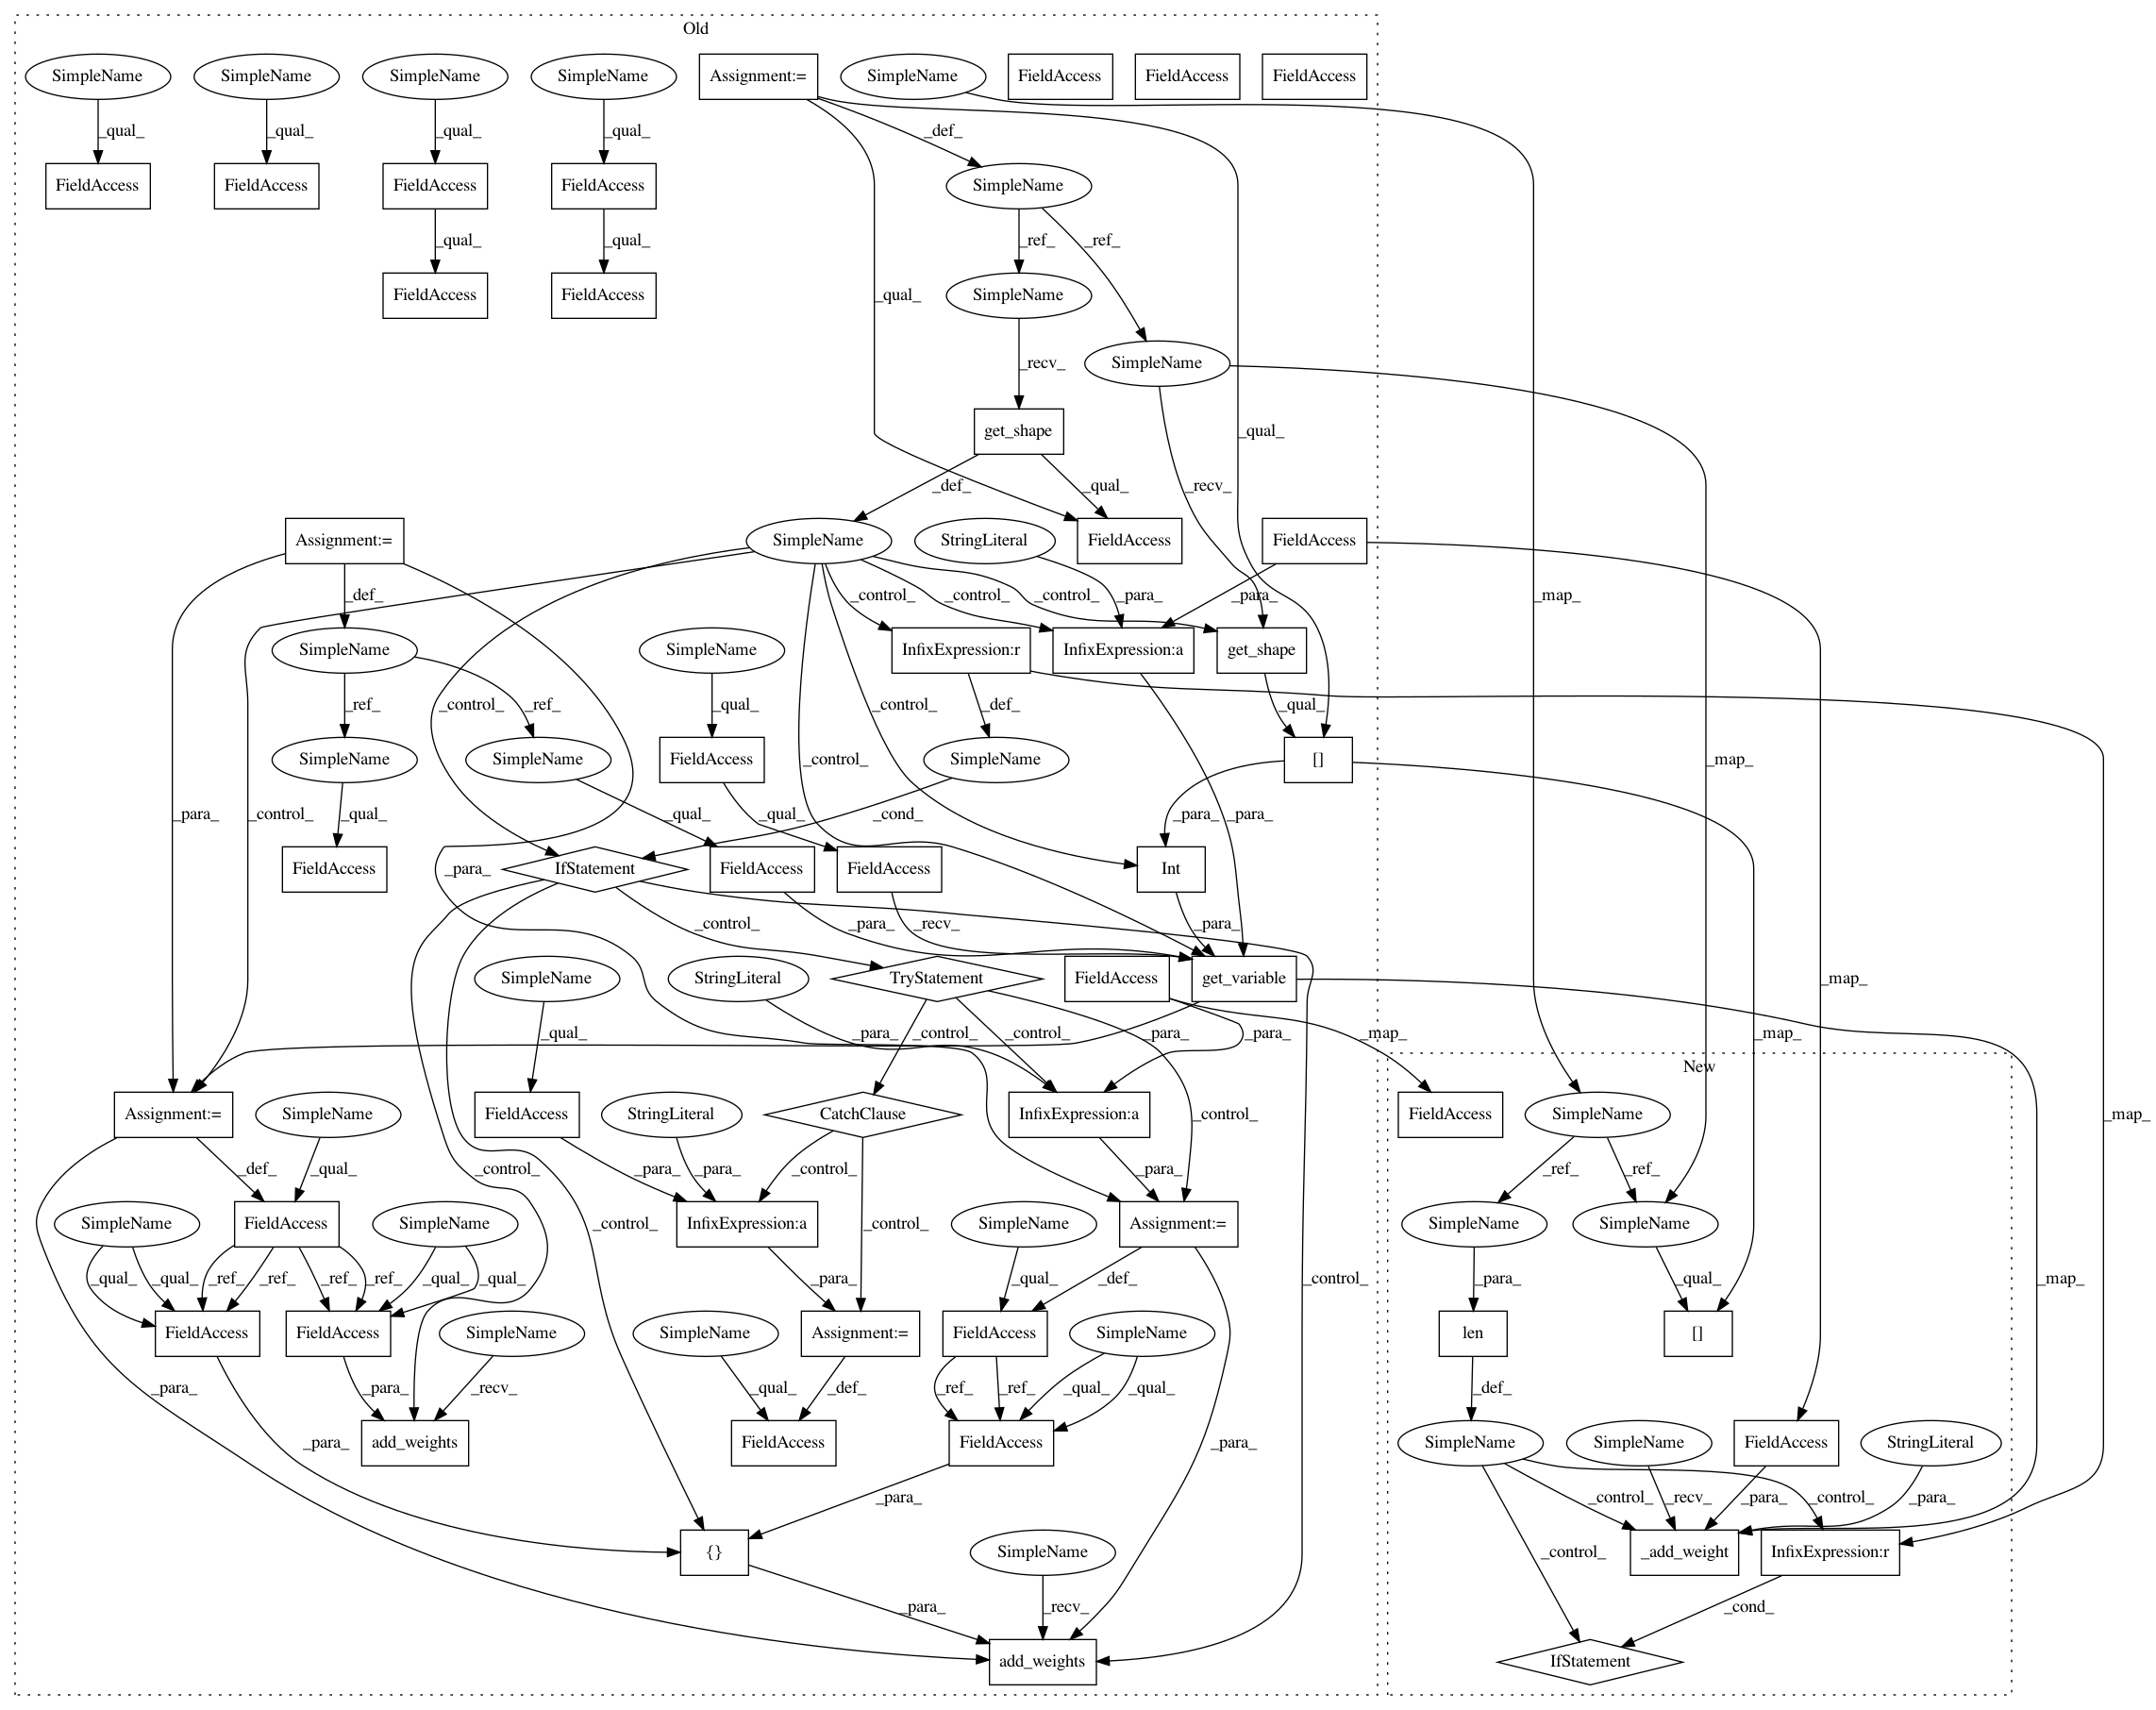 Old
SimpleName SimpleName SimpleName SimpleName Assignment:= SimpleName FieldAccess FieldAccess FieldAccess
_qual_ _qual_ _qual_ _qual_ _def_
FieldAccess FieldAccess FieldAccess FieldAccess SimpleName
_qual_ _qual_ _ref_ _ref_
FieldAccess FieldAccess _qual_ SimpleName
_recv_ SimpleName
get_shape _qual_
_def_ _qual_ _recv_
Assignment:= SimpleName StringLiteral FieldAccess FieldAccess
_def_ _control_ _control_ _control_ _para_ _para_ _map_
SimpleName SimpleName InfixExpression:r InfixExpression:a get_shape
_control_ _ref_ _ref_ _qual_ _control_ _def_ _qual_
SimpleName SimpleName FieldAccess _control_ SimpleName [] _map_
_para_ _control_ _qual_ _qual_ _qual_ _cond_ _para_ _para_
FieldAccess _para_ IfStatement FieldAccess FieldAccess Int
_control_ _para_ _recv_ _para_
SimpleName StringLiteral TryStatement FieldAccess get_variable _map_
_qual_ _para_ _control_ _control_ _para_ _para_ _map_ _map_
New
Assignment:= SimpleName FieldAccess StringLiteral CatchClause InfixExpression:a FieldAccess SimpleName
_def_ _qual_ _control_ _para_ _para_ _control_ _para_ _control_ _ref_ _ref_ _map_
SimpleName FieldAccess SimpleName InfixExpression:a _control_ SimpleName Assignment:= SimpleName SimpleName
_qual_ _qual_ _ref_ _ref_ _ref_ _ref_ _qual_ _qual_ _control_ _para_ _qual_ _def_ _control_ _para_ _qual_ _map_
FieldAccess FieldAccess SimpleName SimpleName Assignment:= FieldAccess SimpleName len []
_para_ _para_ _recv_ _qual_ _def_ _ref_ _ref_ _qual_ _qual_ _def_
add_weights FieldAccess FieldAccess SimpleName SimpleName FieldAccess StringLiteral
_para_ _para_ _para_ _control_ _recv_ _para_ _control_ _para_
{} SimpleName _add_weight InfixExpression:r
_para_ _recv_ _control_ _cond_
add_weights IfStatement